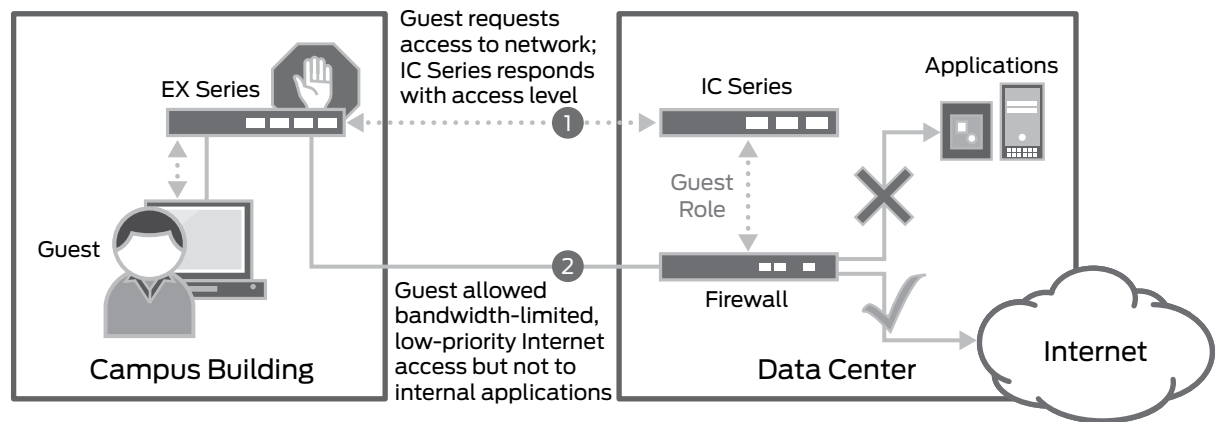 Guest requests
access to network;
IC Series responds
with access level
EX Series
1
IC Series
Applications
Guest
Role
Guest
2
Firewall
Guest allowed
bandwidth-limited,
low-priority Internet
access but not to
internal applications
Campus Building
Data Center
Internet